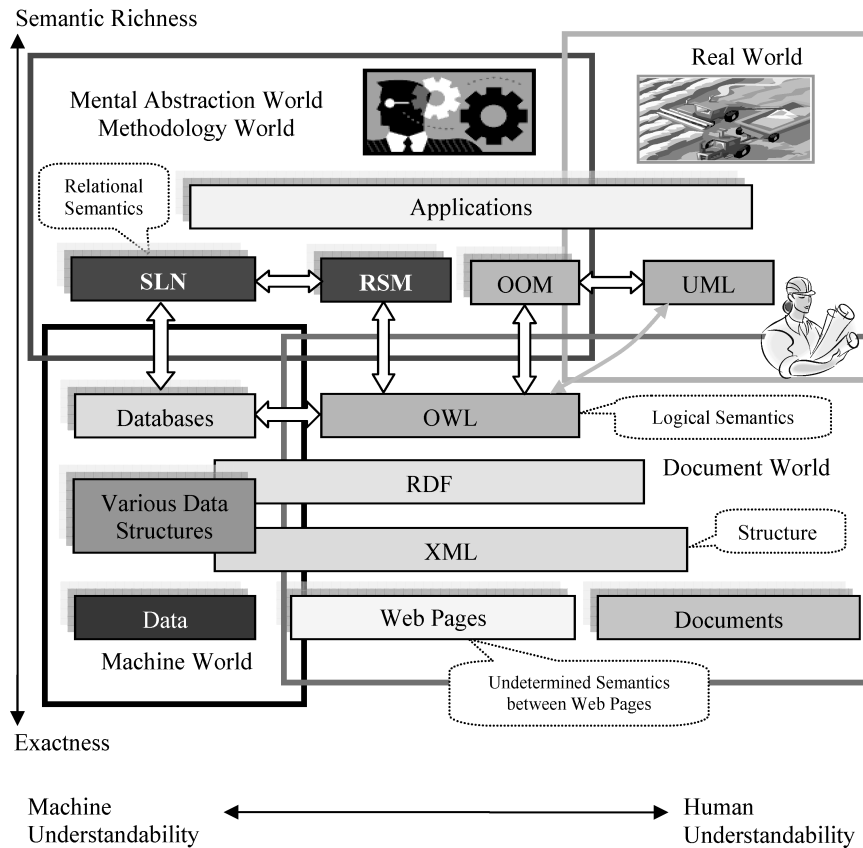 Semantic Richness
Real World
Mental Abstraction World
Methodology World
Relational
Semantics
Applications
SLN
RSM
OOM
UML
Databases
OWL
Logical Semantics
Document World
RDF
Various Data
Structures
Structure
XML
Data
Web Pages
Documents
Machine World
Undetermined Semantics
between Web Pages
Exactness
Machine
Understandability
Human
Understandability